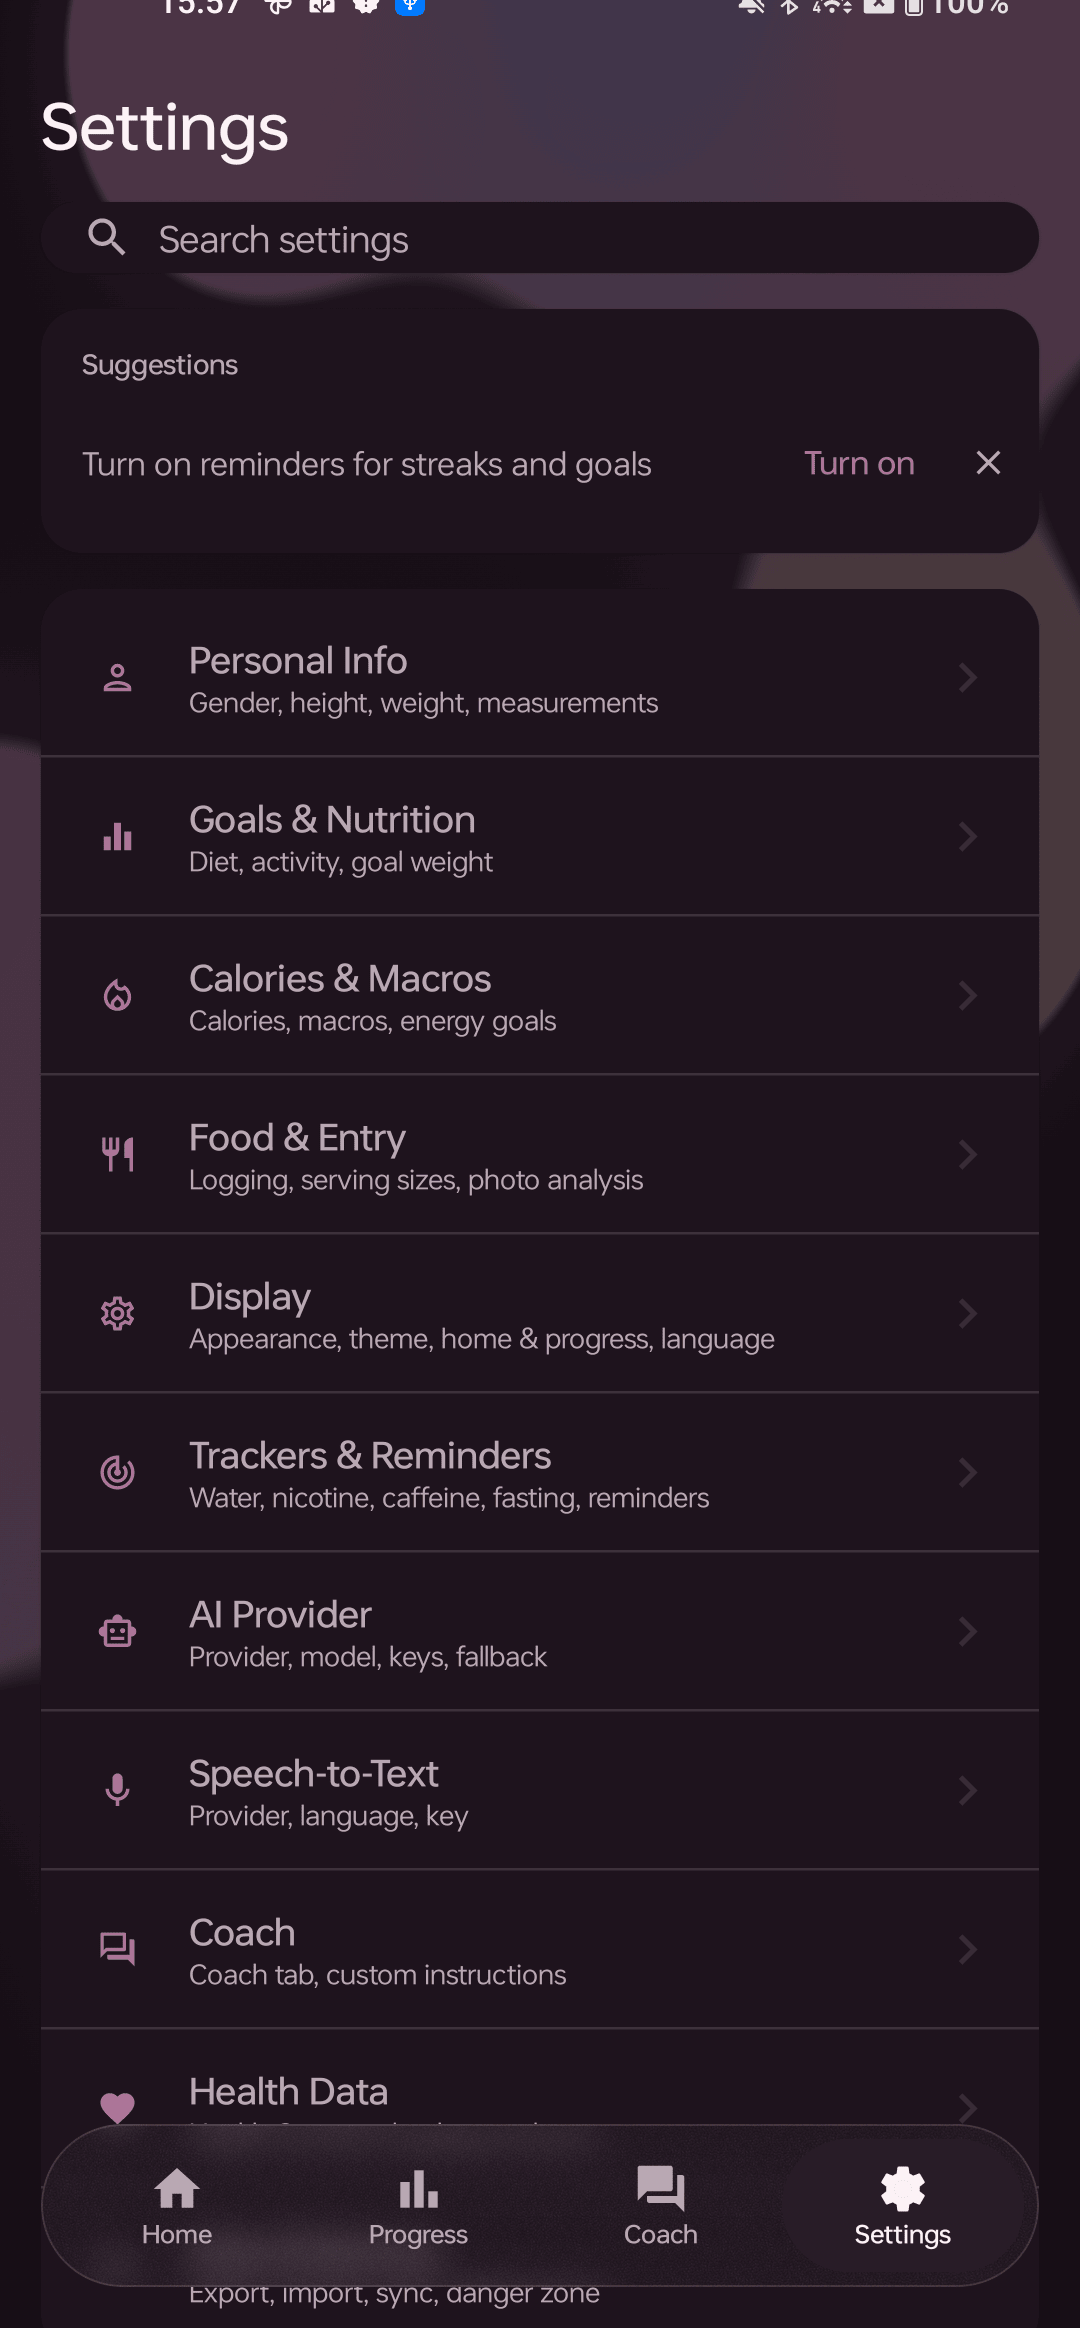 15:57
100%
Settings
Search settings
Suggestions
Turn on reminders for streaks and goals
Turn on
Personal Info
Gender, height, weight, measurements
Goals & Nutrition
Diet, activity, goal weight
Calories & Macros
Calories, macros, energy goals
Food & Entry
Logging, serving sizes, photo analysis
Display
Appearance, theme, home & progress, language
Trackers & Reminders
Water, nicotine, caffeine, fasting, reminders
AI Provider
Provider, model, keys, fallback
Speech-to-Text
Provider, language, key
Coach
Coach tab, custom instructions
Health Data
Home
Progress
Coach
Settings
Export, import, sync, danger zone